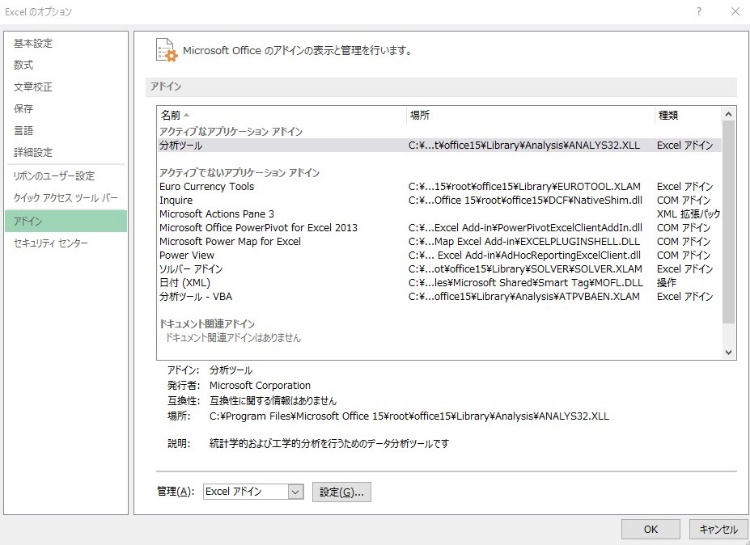 Excel のオプション
? ×
基本設定
数式
文章校正
保存
言語
詳細設定
リボンのユーザー設定
クイック アクセス ツール バー
アドイン
セキュリティ センター
Microsoft Office のアドインの表示と管理を行います。
アドイン
名前 場所 種類
アクティブなアプリケーション アドイン
分析ツール C:¥...t¥office15¥Library¥Analysis¥ANALYS32.XLL Excel アドイン
アクティブでないアプリケーション アドイン
Euro Currency Tools C:¥...15¥root¥office15¥Library¥EUROTOOL.XLAM Excel アドイン
Inquire C:¥...Office 15¥root¥office15¥DCF¥NativeShim.dll COM アドイン
Microsoft Actions Pane 3 XML 拡張パック
Microsoft Office PowerPivot for Excel 2013 C:¥...Excel Add-in¥PowerPivotExcelClientAddIn.dll COM アドイン
Microsoft Power Map for Excel C:¥...Map Excel Add-in¥EXCELPLUGINSHELL.DLL COM アドイン
Power View C:¥... Excel Add-in¥AdHocReportingExcelClient.dll COM アドイン
ソルバー アドイン C:¥...ot¥office15¥Library¥SOLVER¥SOLVER.XLAM Excel アドイン
日付 (XML) C:¥...les¥Microsoft Shared¥Smart Tag¥MOFL.DLL 操作
分析ツール - VBA C:¥...office15¥Library¥Analysis¥ATPVBAEN.XLAM Excel アドイン
ドキュメント関連アドイン
ドキュメント関連アドインはありません
アドイン: 分析ツール
発行者: Microsoft Corporation
互換性: 互換性に関する情報はありません
場所: C:¥Program Files¥Microsoft Office 15¥root¥office15¥Library¥Analysis¥ANALYS32.XLL
説明: 統計学的および工学的分析を行うためのデータ分析ツールです
管理(A): Excel アドイン 設定(G)...
OK キャンセル